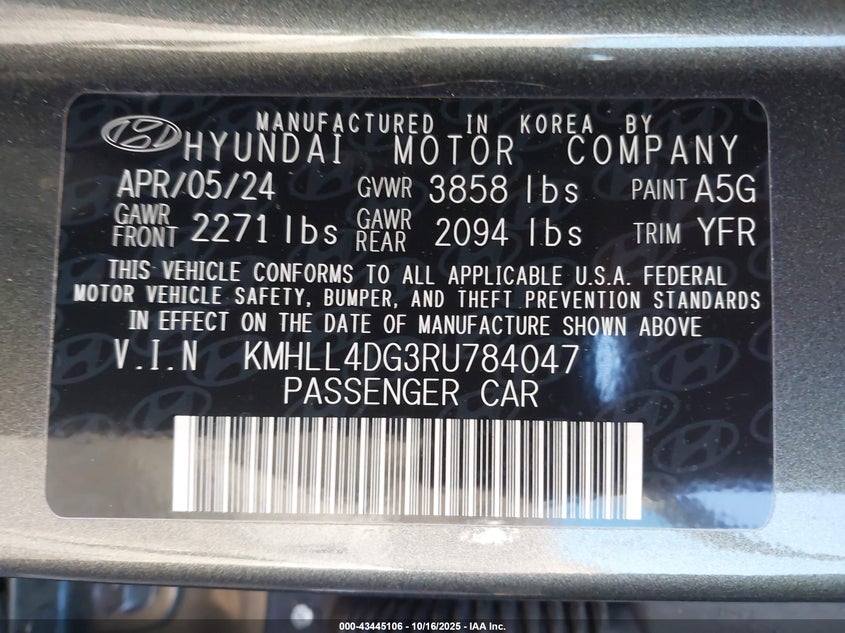 MANUFACTURED IN KOREA BY
HYUNDAI MOTOR COMPANY
APR/05/24 GVWR 3858 lbs PAINT A5G
GAWR FRONT 2271 lbs GAWR REAR 2094 lbs TRIM YFR
THIS VEHICLE CONFORMS TO ALL APPLICABLE U.S.A. FEDERAL
MOTOR VEHICLE SAFETY, BUMPER, AND THEFT PREVENTION STANDARDS
IN EFFECT ON THE DATE OF MANUFACTURE SHOWN ABOVE
V.I.N KMHLL4DG3RU784047
PASSENGER CAR
000-43445106 - 10/16/2025 - IAA Inc.